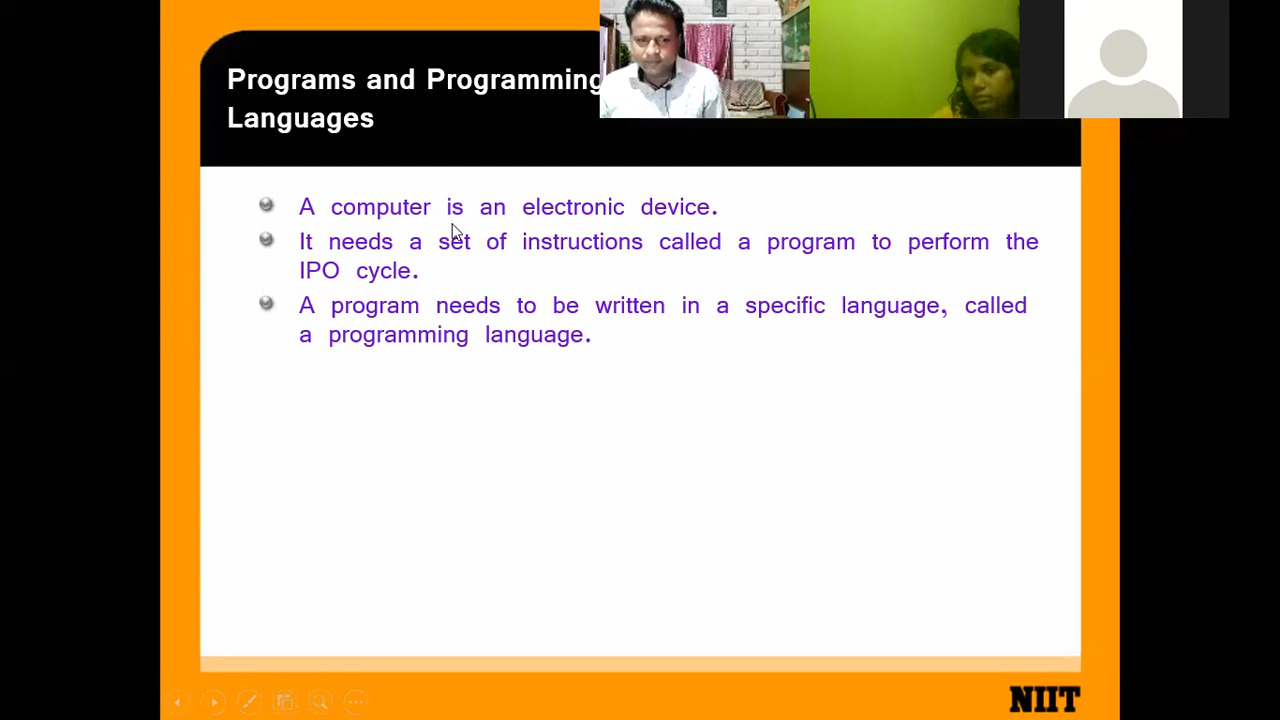 Programs and Programming
Languages
A computer is an electronic device.
It needs a set of instructions called a program to perform the
IPO cycle.
A program needs to be written in a specific language, called
a programming language.
NIIT